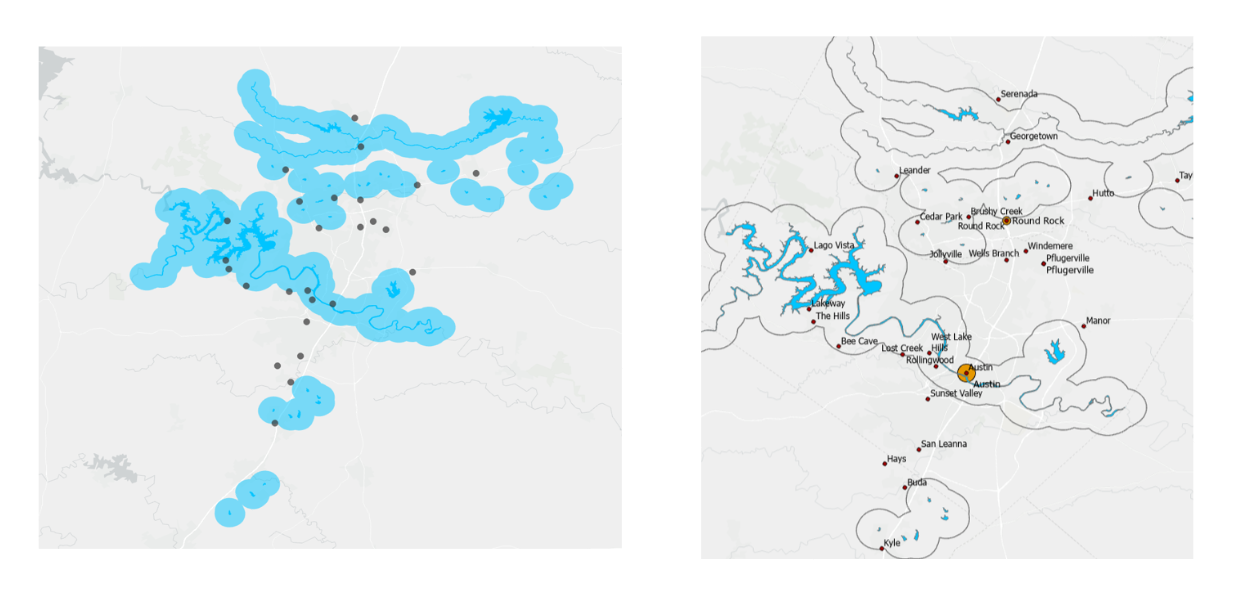 Serenada
Georgetown
Leander
Tay
Hutto
Brushy Creek
Cedar Park
Round Rock
Round Rock
Lago Vista
Windemere
Jollyville
Wells Branch
Pflugerville
Pflugerville
Lakeway
The Hills
Manor
West Lake
Hills
Bee Cave
Lost Creek
Rollingwood
Austin
Austin
Sunset Valley
San Leanna
Hays
Buda
Kyle